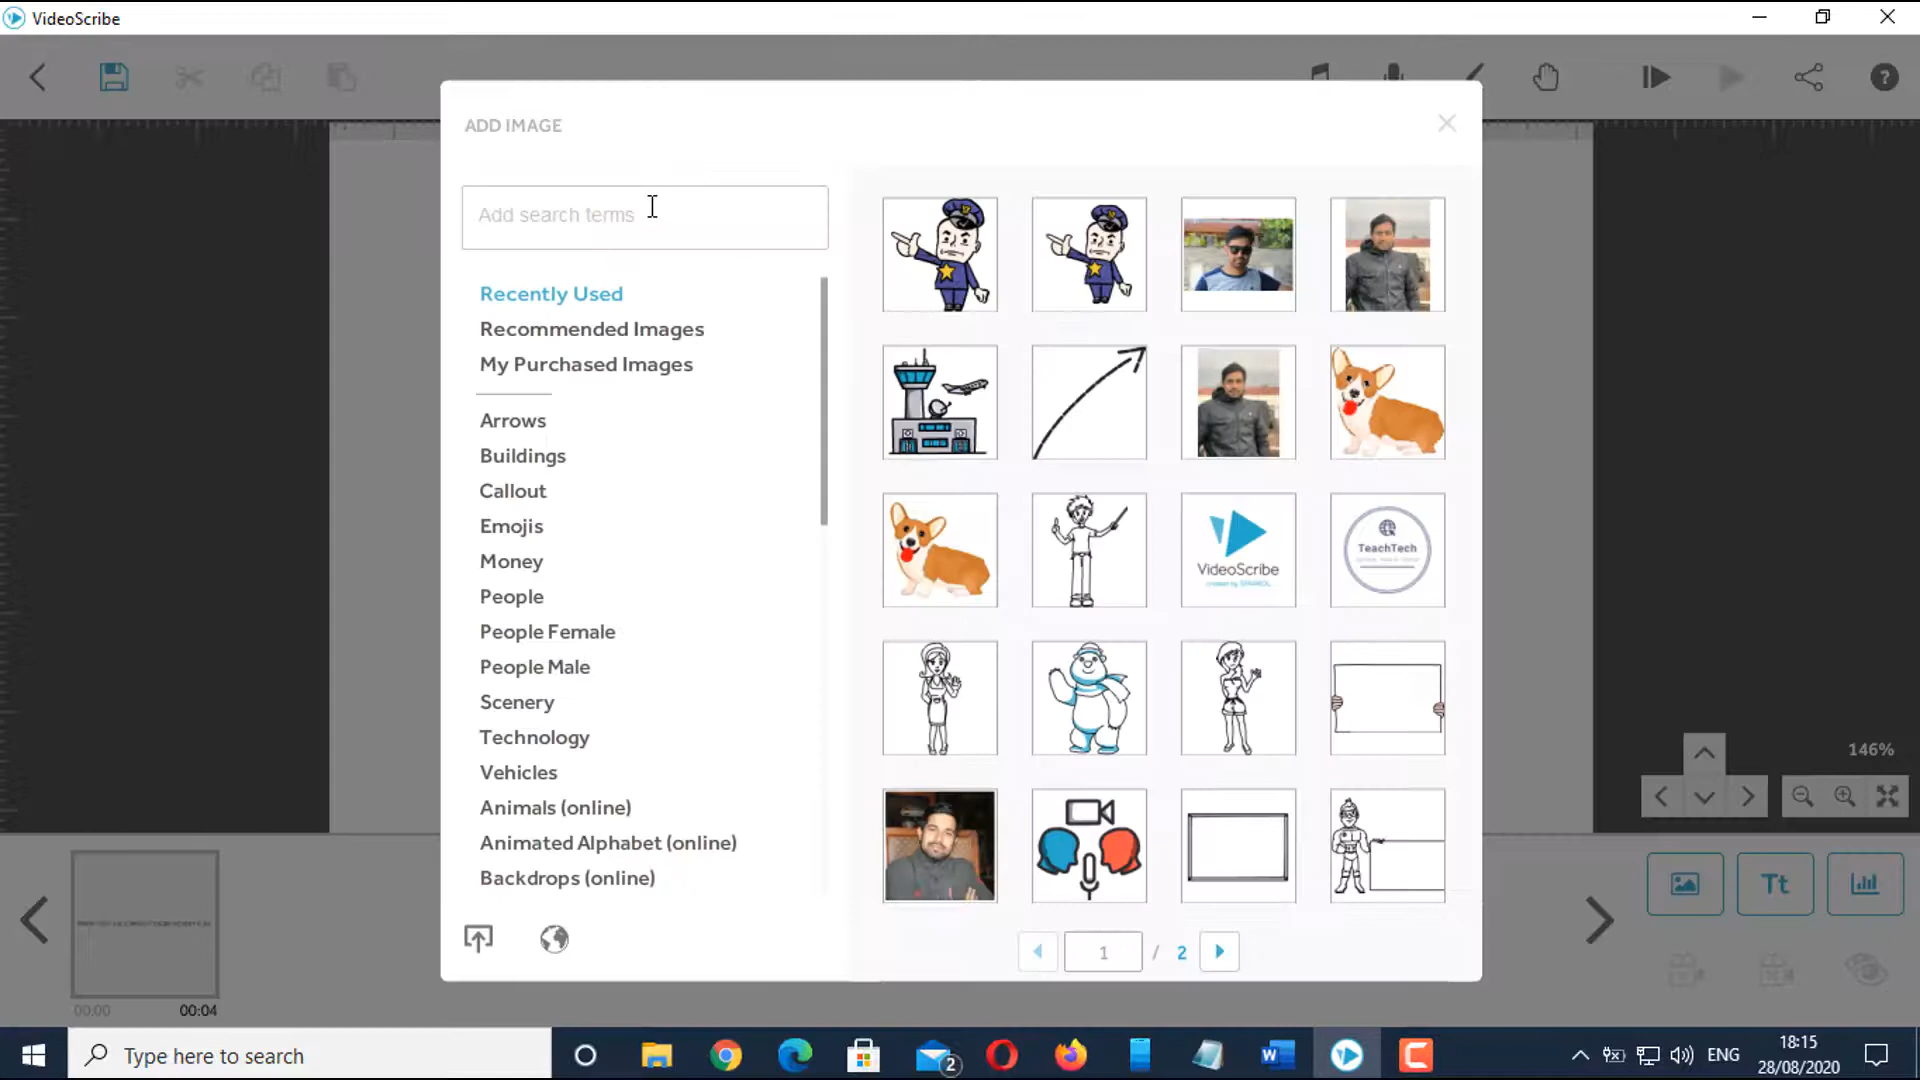 VideoScribe
ADD IMAGE
Add search terms
Recently Used
Recommended Images
My Purchased Images
Arrows
Buildings
Callout
Emojis
Money
People
People Female
People Male
Scenery
Technology
Vehicles
Animals (online)
Animated Alphabet (online)
Backdrops (online)
VideoScribe
TeachTech
1 / 2
146%
00:00
00:04
Tt
Type here to search
2
ENG
18:15
28/08/2020